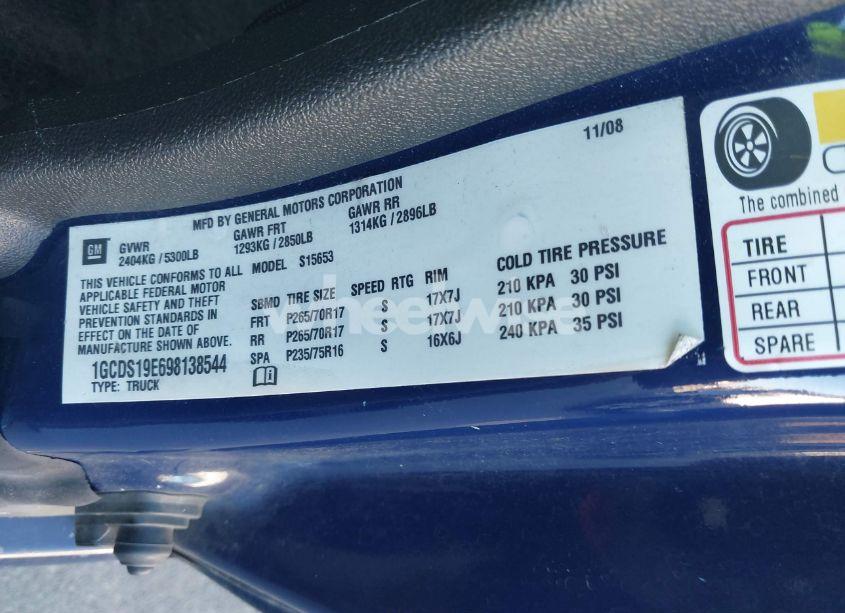 11/08
MFD BY GENERAL MOTORS CORPORATION
GM
GVWR GAWR FRT GAWR RR
2404KG / 5300LB 1293KG / 2850LB 1314KG / 2896LB
THIS VEHICLE CONFORMS TO ALL
APPLICABLE FEDERAL MOTOR
VEHICLE SAFETY AND THEFT
PREVENTION STANDARDS IN
EFFECT ON THE DATE OF
MANUFACTURE SHOWN ABOVE.
1GCDS19E698138544
TYPE: TRUCK
MODEL S15653
SBMD TIRE SIZE SPEED RTG RIM COLD TIRE PRESSURE
FRT P265/70R17 S 17X7J 210 KPA 30 PSI
RR P265/70R17 S 17X7J 210 KPA 30 PSI
SPA P235/75R16 S 16X6J 240 KPA 35 PSI
wheelwise
The combined
TIRE
FRONT
REAR
SPARE